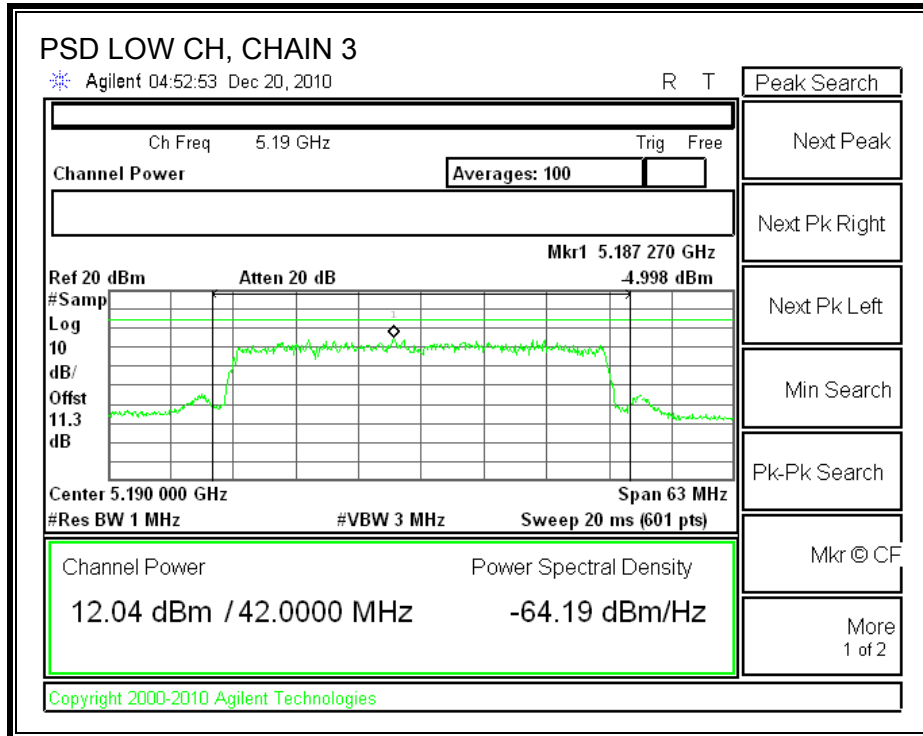 PSD LOW CH, CHAIN 3
Agilent 04:52:53 Dec 20, 2010 R T
Ch Freq 5.19 GHz Trig Free
Channel Power Averages: 100
Mkr1 5.187 270 GHz
Ref 20 dBm Atten 20 dB -4.998 dBm
#Samp
Log
10
dB/
Offst
11.3
dB
1
Center 5.190 000 GHz Span 63 MHz
#Res BW 1 MHz #VBW 3 MHz Sweep 20 ms (601 pts)
Channel Power Power Spectral Density
12.04 dBm / 42.0000 MHz -64.19 dBm/Hz
Copyright 2000-2010 Agilent Technologies
Peak Search
Next Peak
Next Pk Right
Next Pk Left
Min Search
Pk-Pk Search
Mkr © CF
More
1 of 2